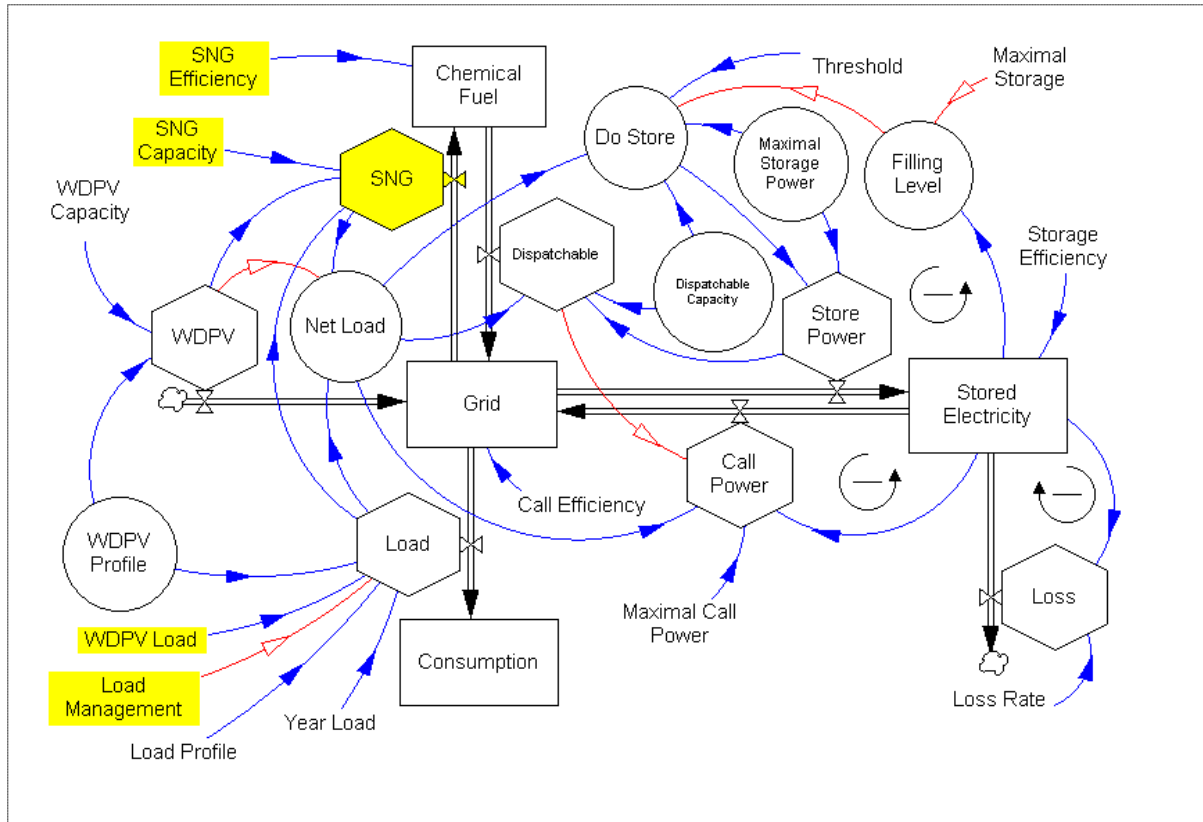 SNG
Efficiency
Chemical
Fuel
Threshold
Maximal
Storage
SNG
Capacity
SNG
Do Store
Maximal
Storage
Power
Filling
Level
WDPV
Capacity
Dispatchable
Storage
Efficiency
Dispatchable
Capacity
WDPV
Net Load
Store
Power
Grid
Stored
Electricity
Call
Power
Call Efficiency
WDPV
Profile
Load
Loss
Maximal Call
Power
WDPV Load
Consumption
Load
Management
Year Load
Loss Rate
Load Profile